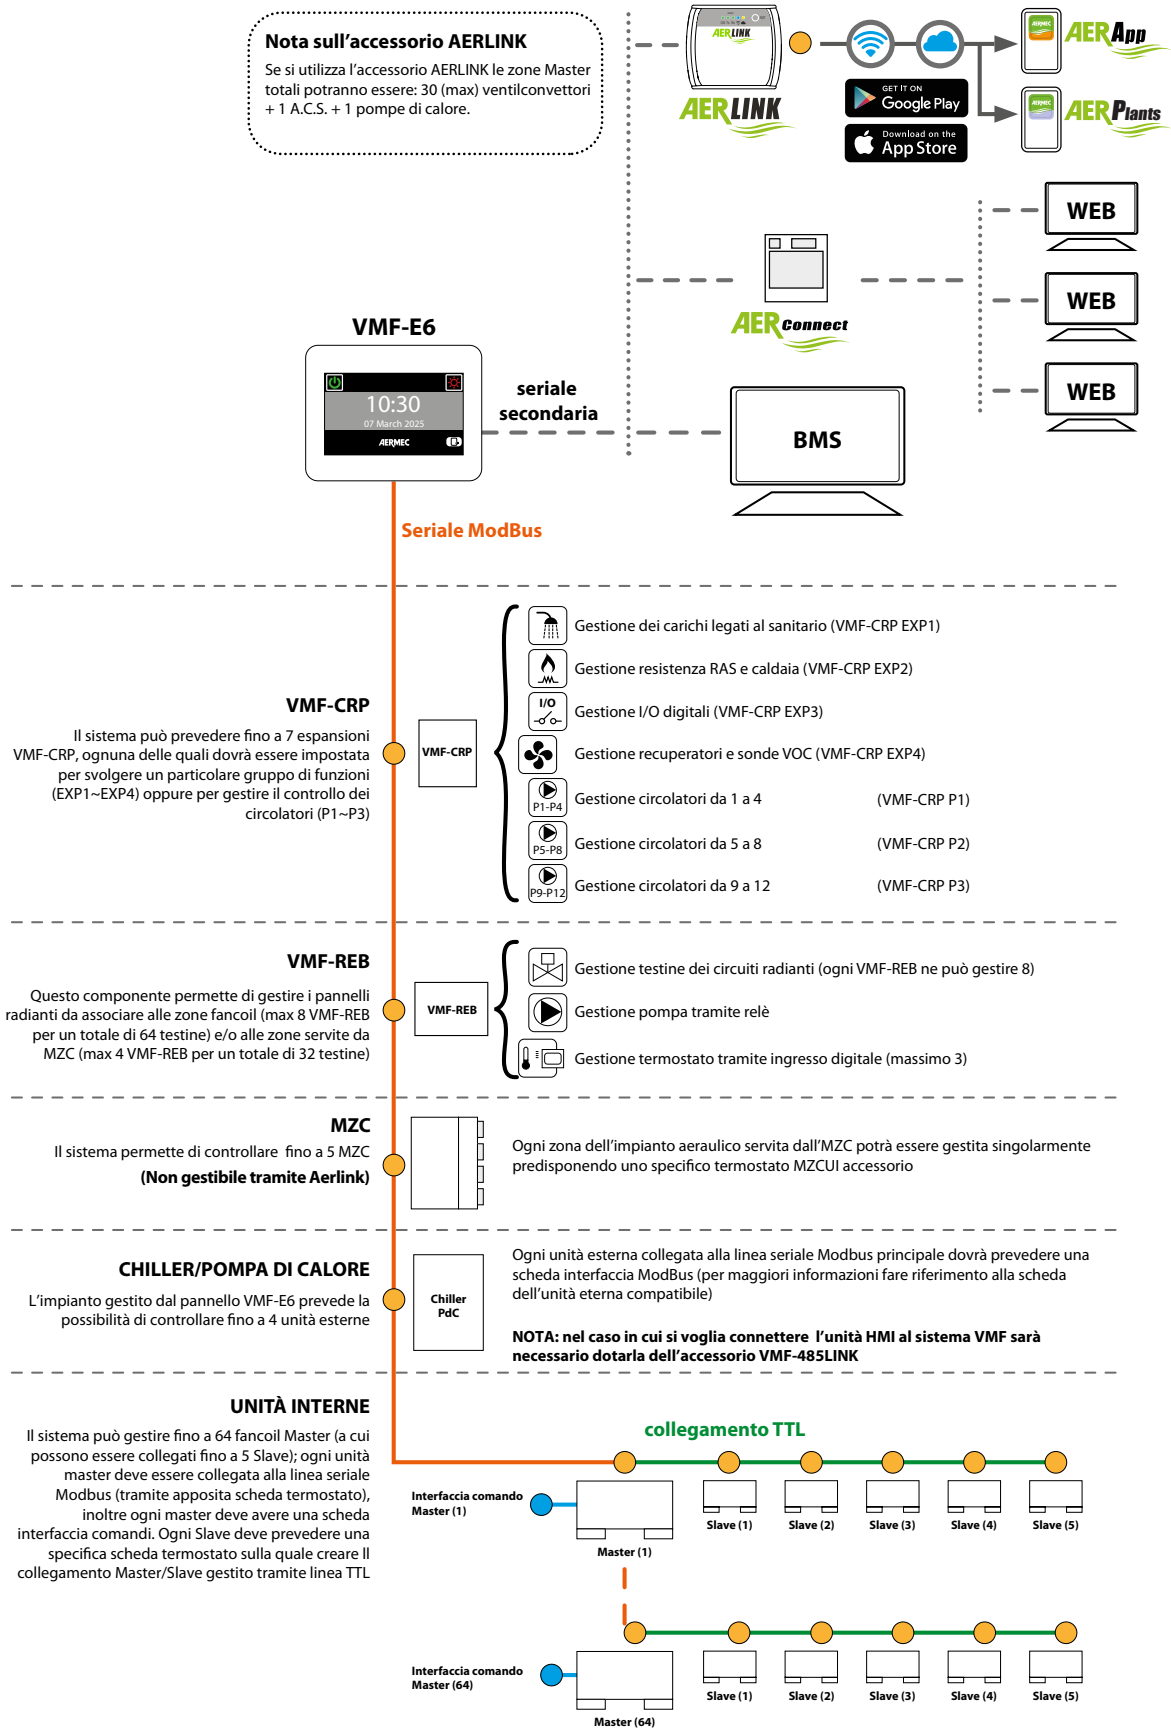 Nota sull'accessorio AERLINK
Se si utilizza l'accessorio AERLINK le zone Master
totali potranno essere: 30 (max) ventilconvettori
+ 1 A.C.S. + 1 pompe di calore.
AERLINK
AERLINK
GET IT ON
Google Play
Download on the
App Store
AERMEC
AERApp
AERMEC
AERPlants
WEB
WEB
WEB
AERConnect
BMS
VMF-E6
10:30
07 March 2025
AERMEC
seriale
secondaria
Seriale ModBus
VMF-CRP
Il sistema può prevedere fino a 7 espansioni
VMF-CRP, ognuna delle quali dovrà essere impostata
per svolgere un particolare gruppo di funzioni
(EXP1~EXP4) oppure per gestire il controllo dei
circolatori (P1~P3)
VMF-CRP
Gestione dei carichi legati al sanitario (VMF-CRP EXP1)
Gestione resistenza RAS e caldaia (VMF-CRP EXP2)
I/O
Gestione I/O digitali (VMF-CRP EXP3)
Gestione recuperatori e sonde VOC (VMF-CRP EXP4)
P1-P4
Gestione circolatori da 1 a 4 (VMF-CRP P1)
P5-P8
Gestione circolatori da 5 a 8 (VMF-CRP P2)
P9-P12
Gestione circolatori da 9 a 12 (VMF-CRP P3)
VMF-REB
Questo componente permette di gestire i pannelli
radianti da associare alle zone fancoil (max 8 VMF-REB
per un totale di 64 testine) e/o alle zone servite da
MZC (max 4 VMF-REB per un totale di 32 testine)
VMF-REB
Gestione testine dei circuiti radianti (ogni VMF-REB ne può gestire 8)
Gestione pompa tramite relè
Gestione termostato tramite ingresso digitale (massimo 3)
MZC
Il sistema permette di controllare fino a 5 MZC
(Non gestibile tramite Aerlink)
Ogni zona dell'impianto aeraulico servita dall'MZC potrà essere gestita singolarmente
predisponendo uno specifico termostato MZCUI accessorio
CHILLER/POMPA DI CALORE
L'impianto gestito dal pannello VMF-E6 prevede la
possibilità di controllare fino a 4 unità esterne
Chiller
PdC
Ogni unità esterna collegata alla linea seriale Modbus principale dovrà prevedere una
scheda interfaccia ModBus (per maggiori informazioni fare riferimento alla scheda
dell'unità eterna compatibile)
NOTA: nel caso in cui si voglia connettere l'unità HMI al sistema VMF sarà
necessario dotarla dell'accessorio VMF-485LINK
UNITÀ INTERNE
Il sistema può gestire fino a 64 fancoil Master (a cui
possono essere collegati fino a 5 Slave); ogni unità
master deve essere collegata alla linea seriale
Modbus (tramite apposita scheda termostato),
inoltre ogni master deve avere una scheda
interfaccia comandi. Ogni Slave deve prevedere una
specifica scheda termostato sulla quale creare Il
collegamento Master/Slave gestito tramite linea TTL
collegamento TTL
Interfaccia comando
Master (1)
Master (1)
Slave (1)
Slave (2)
Slave (3)
Slave (4)
Slave (5)
Interfaccia comando
Master (64)
Master (64)
Slave (1)
Slave (2)
Slave (3)
Slave (4)
Slave (5)